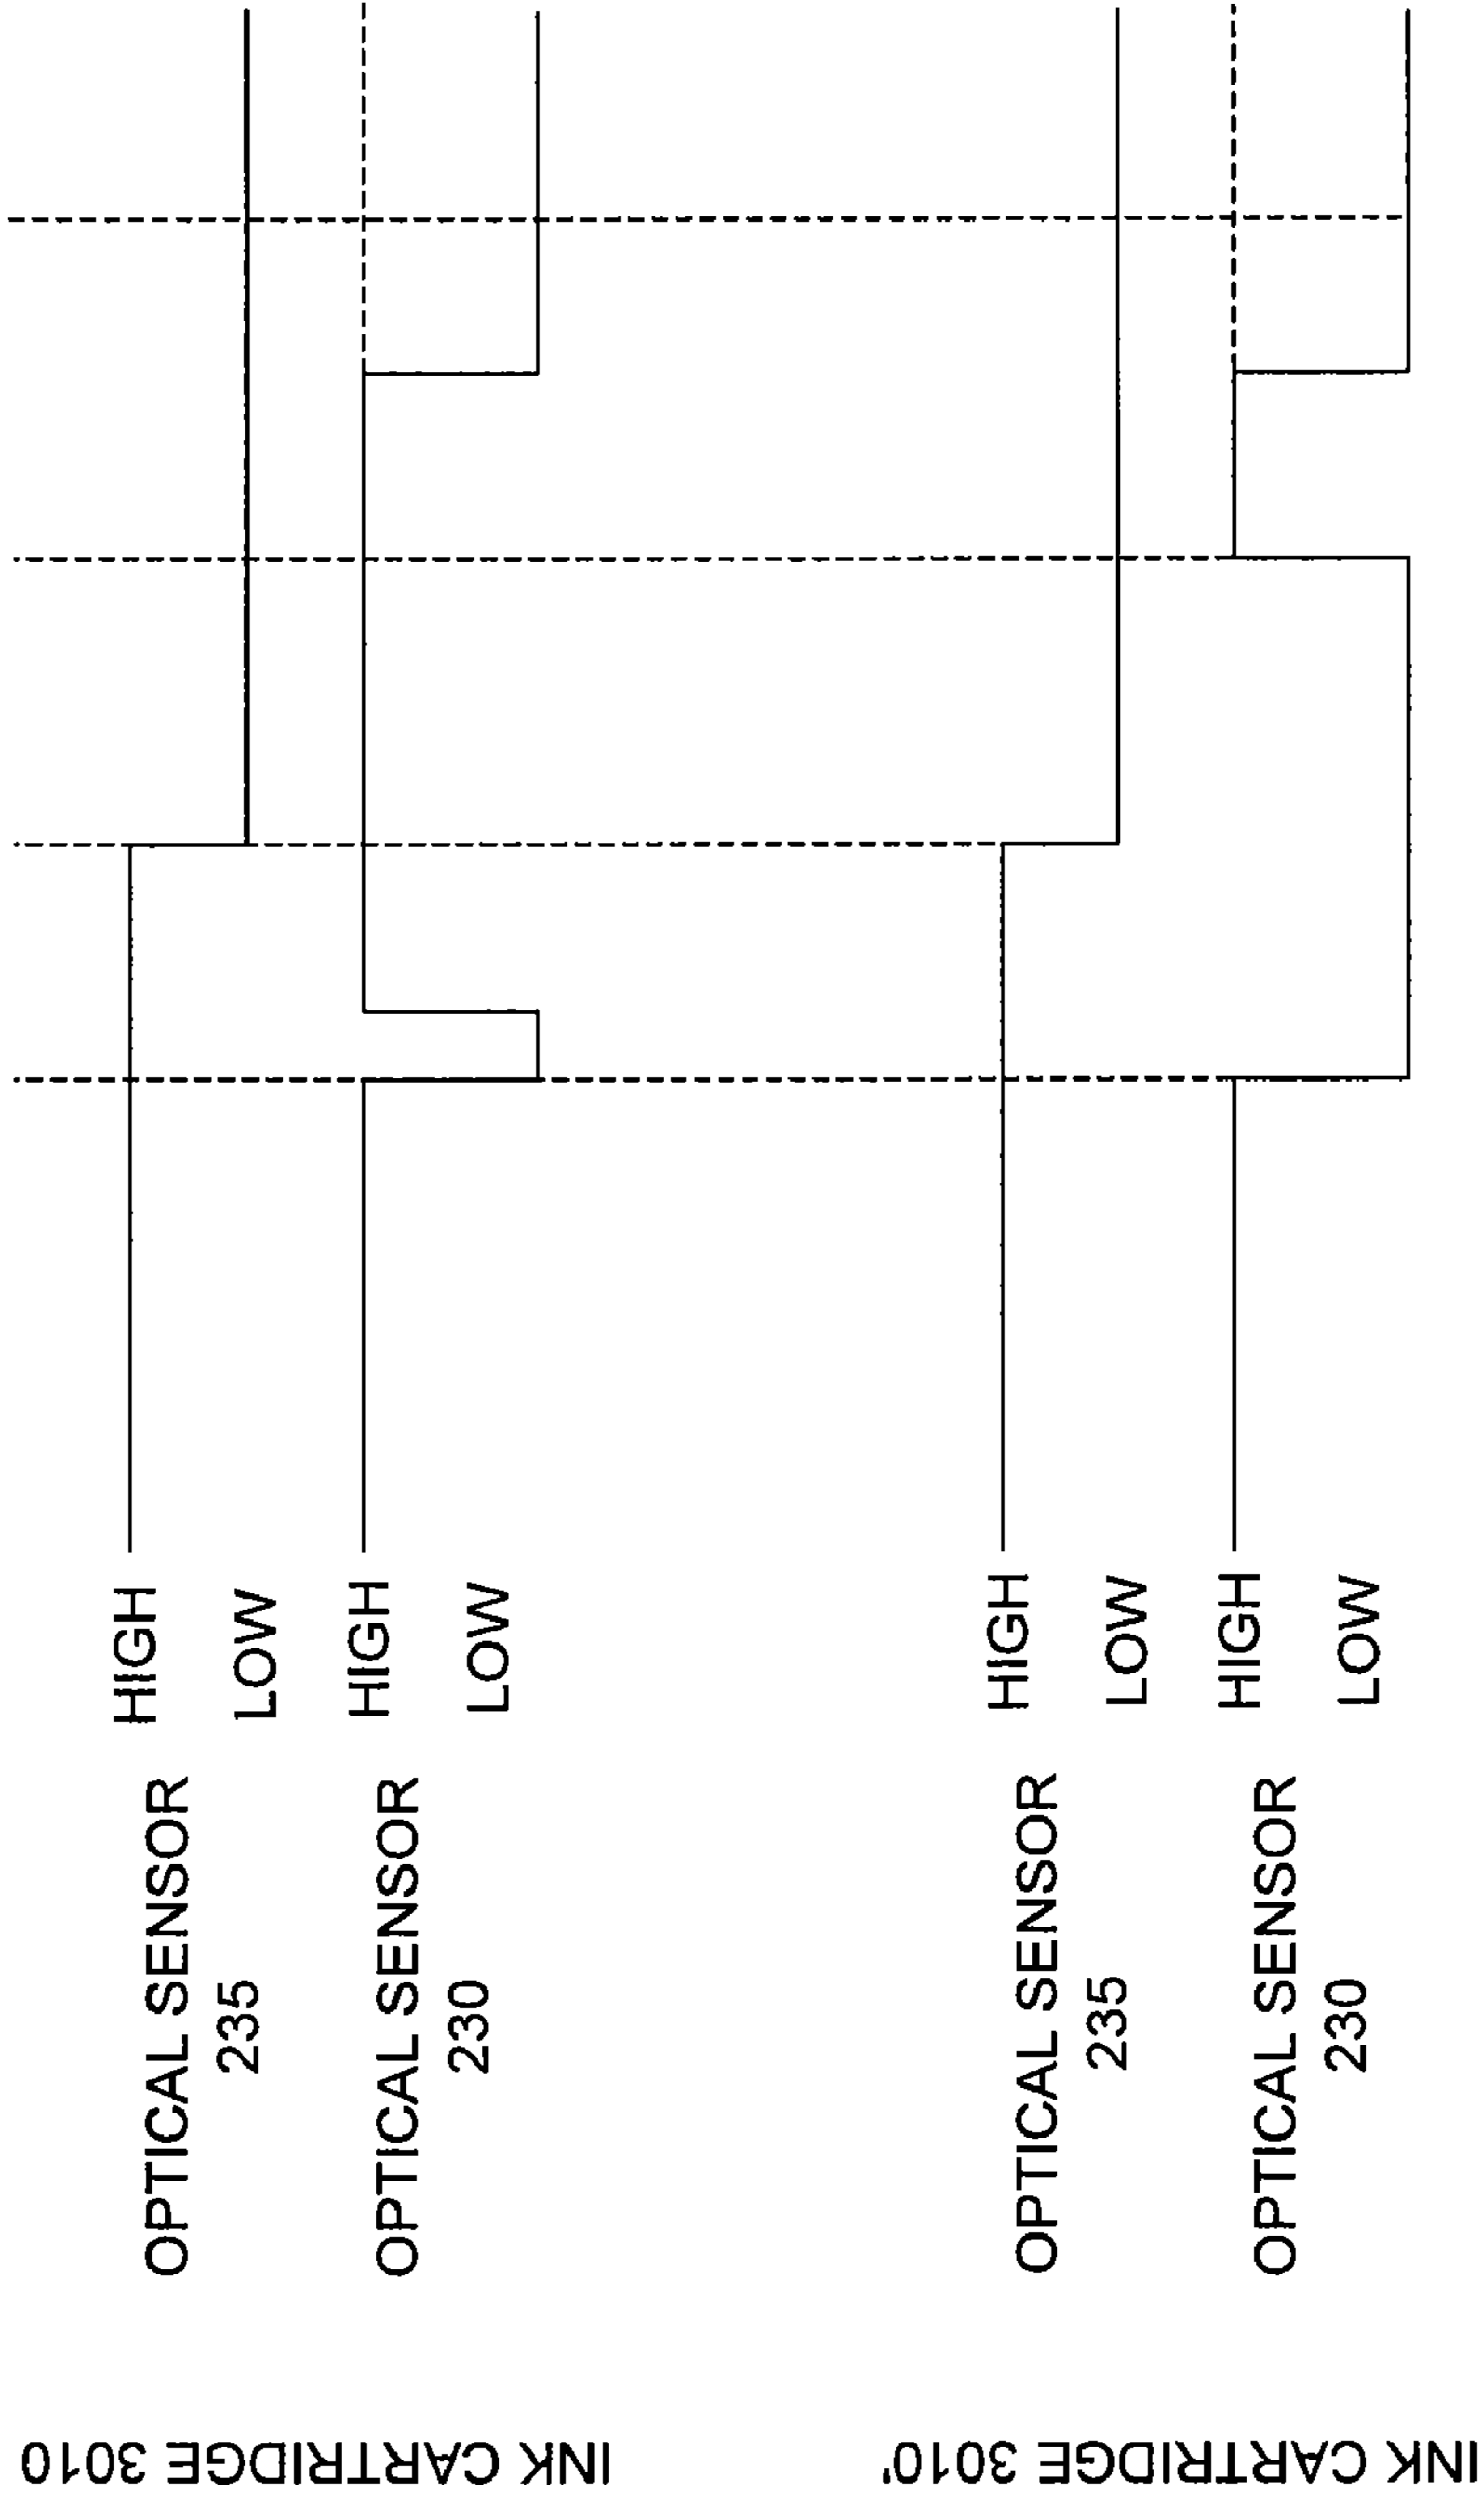 INK CARTRIDGE 3010
OPTICAL SENSOR
235
HIGH
LOW
OPTICAL SENSOR
230
HIGH
LOW
INK CARTRIDGE 3010'
OPTICAL SENSOR
235
HIGH
LOW
OPTICAL SENSOR
230
HIGH
LOW